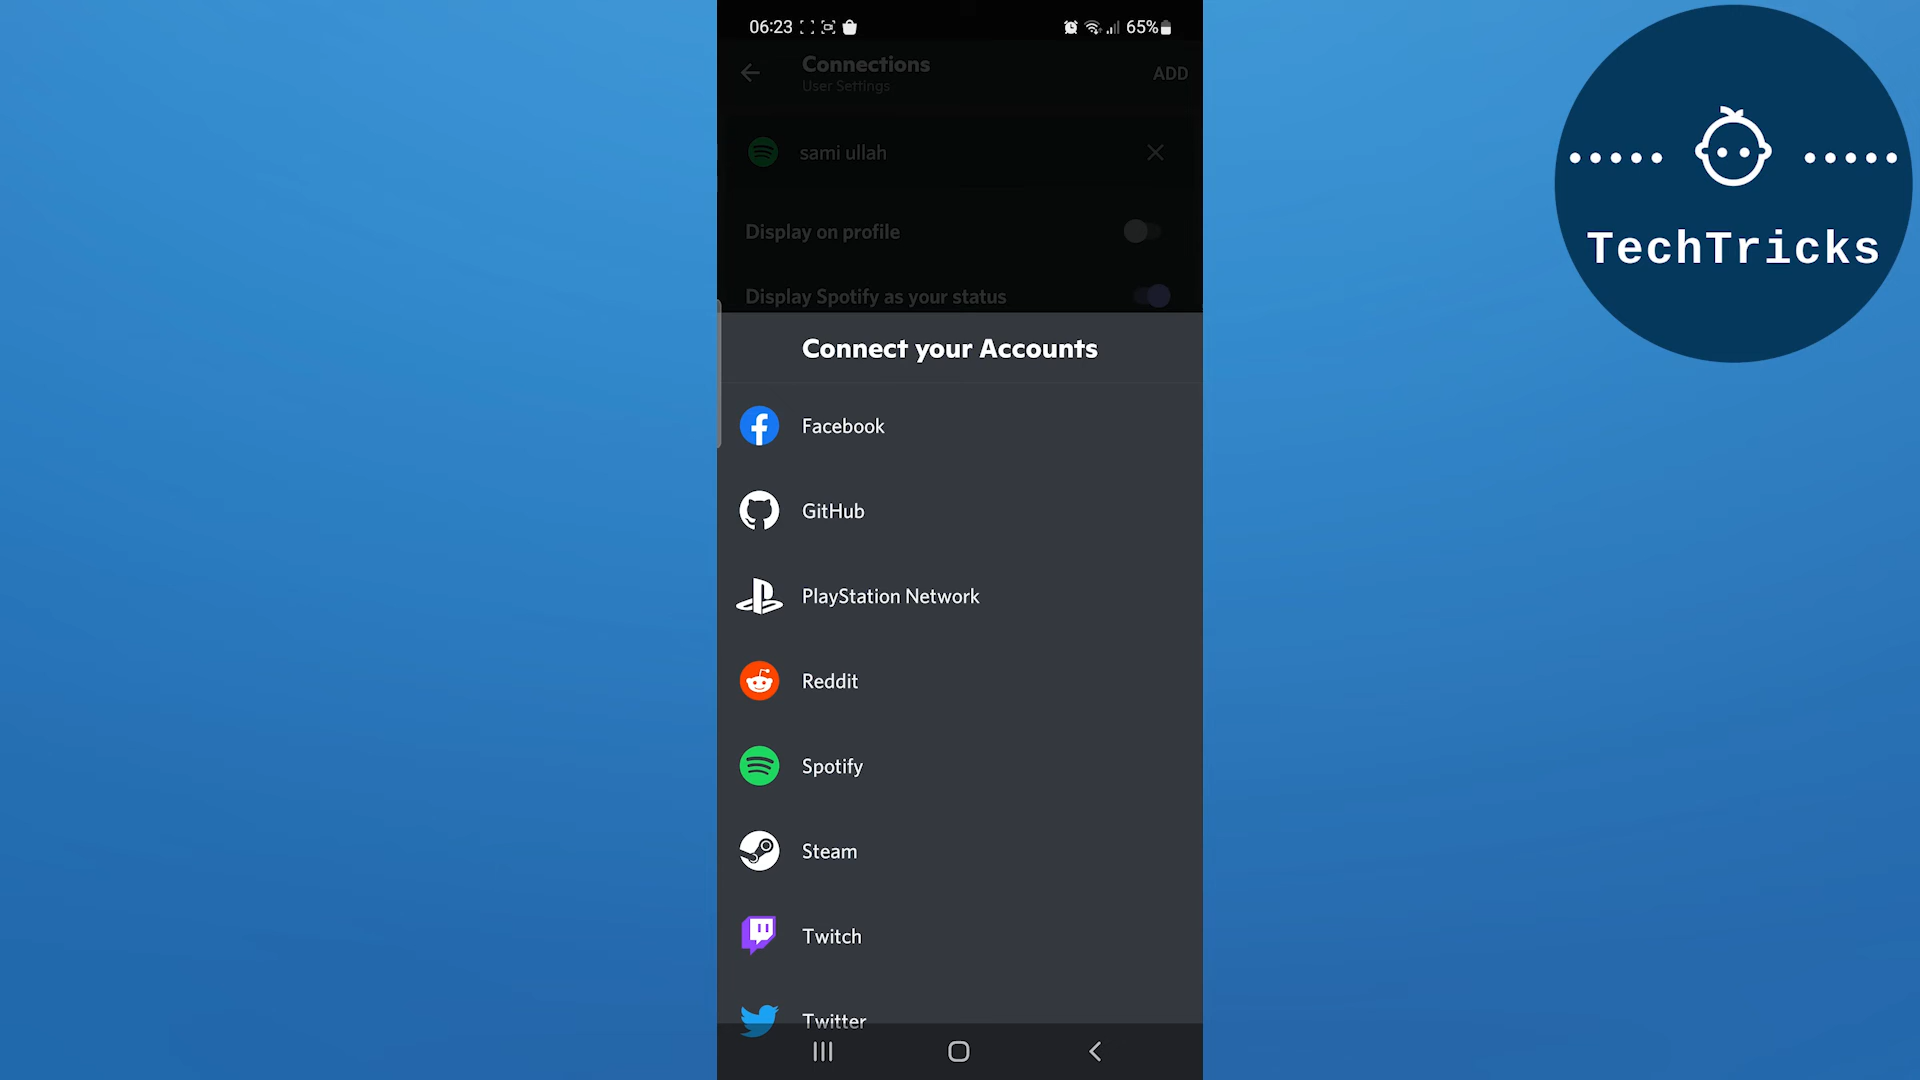 06:23
65%
Connections
User Settings
ADD
sami ullah
Display on profile
Display Spotify as your status
Connect your Accounts
Facebook
GitHub
PlayStation Network
Reddit
Spotify
Steam
Twitch
Twitter
TechTricks